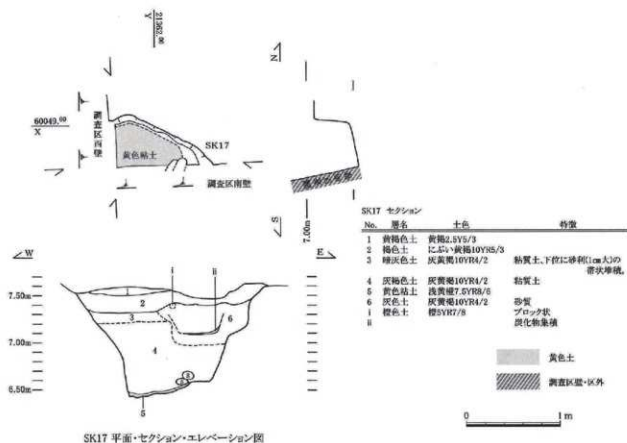 21262.00
Y
N
60049.00
X
調査区西壁
黄色粘土
SK17
調査区南壁
S
7.00m
W
E
i
ii
7.50m
7.00m
6.50m
1
2
3
4
5
6
SK17 セクション
No. 層名 土色 特徴
1 黄褐色土 黄褐2.5Y5/3
2 褐色土 にぶい黄褐10YR5/3
3 暗灰色土 灰黄褐10YR4/2 粘質土、下位に砂利(1cm大)の
帯状堆積。
4 灰褐色土 灰黄褐10YR4/2 粘質土
5 黄色粘土 浅黄橙7.5YR8/6
6 灰色土 灰黄褐10YR4/2 砂質
i 橙色土 橙5YR7/8 ブロック状
ii 炭化物集積
黄色土
調査区壁・区外
0 1m
SK17 平面・セクション・エレベーション図